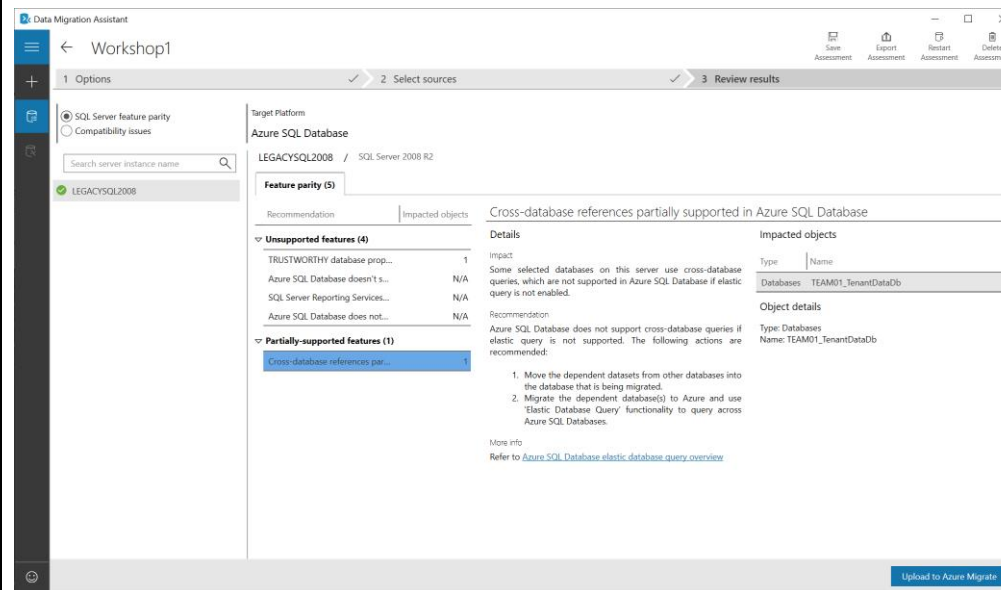 Data Migration Assistant
Workshop1
Save Assessment
Export Assessment
Restart Assessment
Delete
1 Options
2 Select sources
3 Review results
SQL Server feature parity
Compatibility issues
Search server instance name
LEGACYSQL2008
Target Platform
Azure SQL Database
LEGACYSQL2008 / SQL Server 2008 R2
Feature parity (5)
Recommendation Impacted objects
Unsupported features (4)
TRUSTWORTHY database prop... 1
Azure SQL Database doesn't s... N/A
SQL Server Reporting Services... N/A
Azure SQL Database does not... N/A
Partially-supported features (1)
Cross-database references par... 1
Cross-database references partially supported in Azure SQL Database
Details
Impact
Some selected databases on this server use cross-database
queries, which are not supported in Azure SQL Database if elastic
query is not enabled.
Recommendation
Azure SQL Database does not support cross-database queries if
elastic query is not supported. The following actions are
recommended:
1. Move the dependent datasets from other databases into
the database that is being migrated.
2. Migrate the dependent database(s) to Azure and use
'Elastic Database Query' functionality to query across
Azure SQL Databases.
More info
Refer to Azure SQL Database elastic database query overview
Impacted objects
Type Name
Databases TEAM01_TenantDataDb
Object details
Type: Databases
Name: TEAM01_TenantDataDb
Upload to Azure Migrate